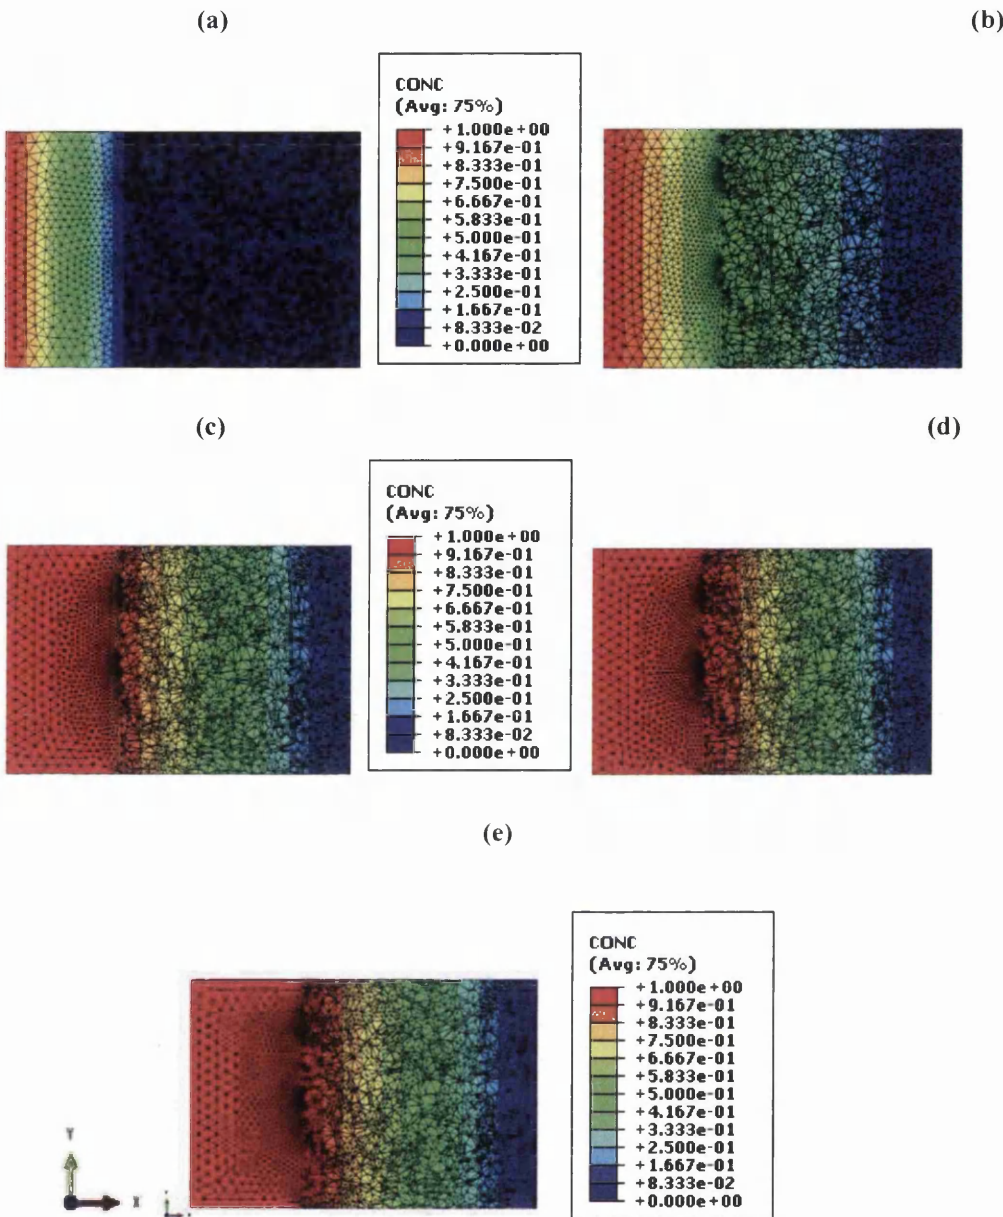 (a)
(b)
CONC
(Avg: 75%)
+1.000e+00
+9.167e-01
+8.333e-01
+7.500e-01
+6.667e-01
+5.833e-01
+5.000e-01
+4.167e-01
+3.333e-01
+2.500e-01
+1.667e-01
+8.333e-02
+0.000e+00
(c)
(d)
CONC
(Avg: 75%)
+1.000e+00
+9.167e-01
+8.333e-01
+7.500e-01
+6.667e-01
+5.833e-01
+5.000e-01
+4.167e-01
+3.333e-01
+2.500e-01
+1.667e-01
+8.333e-02
+0.000e+00
(e)
CONC
(Avg: 75%)
+1.000e+00
+9.167e-01
+8.333e-01
+7.500e-01
+6.667e-01
+5.833e-01
+5.000e-01
+4.167e-01
+3.333e-01
+2.500e-01
+1.667e-01
+8.333e-02
+0.000e+00
Y
X